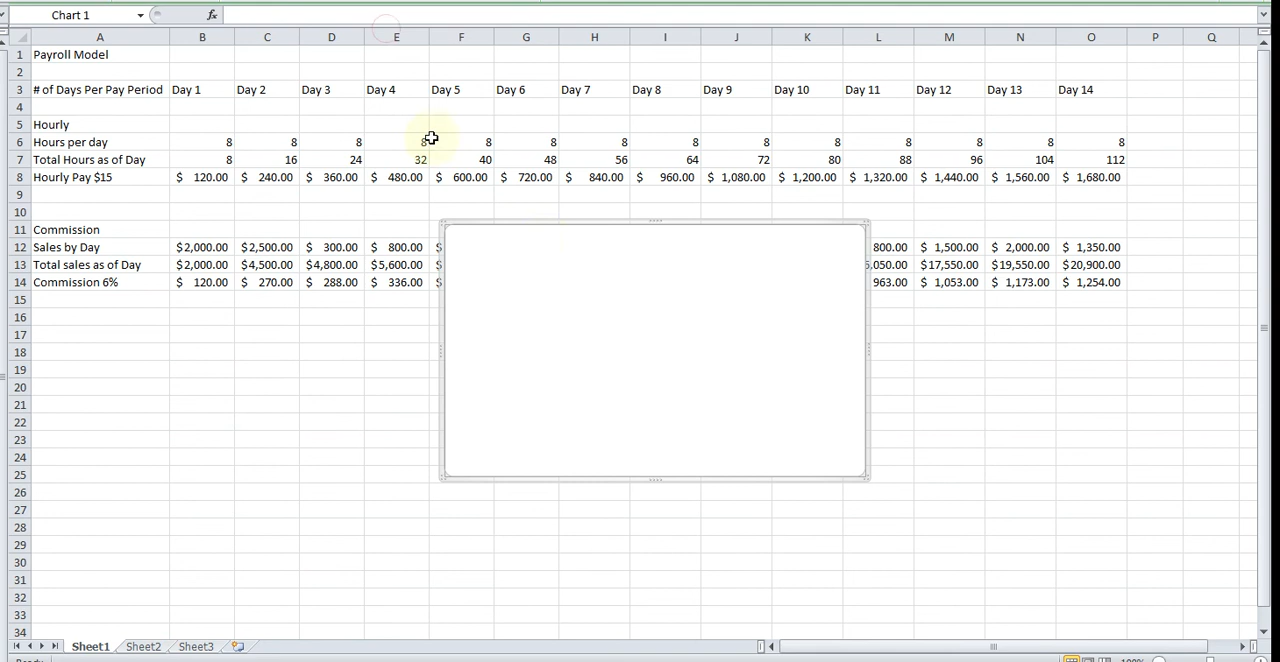 Chart 1 fx
A B C D E F G H I J K L M N O P Q
1 Payroll Model
2
3 # of Days Per Pay Period Day 1 Day 2 Day 3 Day 4 Day 5 Day 6 Day 7 Day 8 Day 9 Day 10 Day 11 Day 12 Day 13 Day 14
4
5 Hourly
6 Hours per day 8 8 8 8 8 8 8 8 8 8 8 8 8 8
7 Total Hours as of Day 8 16 24 32 40 48 56 64 72 80 88 96 104 112
8 Hourly Pay $15 $ 120.00 $ 240.00 $ 360.00 $ 480.00 $ 600.00 $ 720.00 $ 840.00 $ 960.00 $ 1,080.00 $ 1,200.00 $ 1,320.00 $ 1,440.00 $ 1,560.00 $ 1,680.00
9
10
11 Commission
12 Sales by Day $2,000.00 $2,500.00 $ 300.00 $ 800.00 $ 800.00 $ 1,500.00 $ 2,000.00 $ 1,350.00
13 Total sales as of Day $2,000.00 $4,500.00 $4,800.00 $5,600.00 $ 6,050.00 $17,550.00 $19,550.00 $20,900.00
14 Commission 6% $ 120.00 $ 270.00 $ 288.00 $ 336.00 $ 963.00 $ 1,053.00 $ 1,173.00 $ 1,254.00
15
16
17
18
19
20
21
22
23
24
25
26
27
28
29
30
31
32
33
34
Sheet1 Sheet2 Sheet3